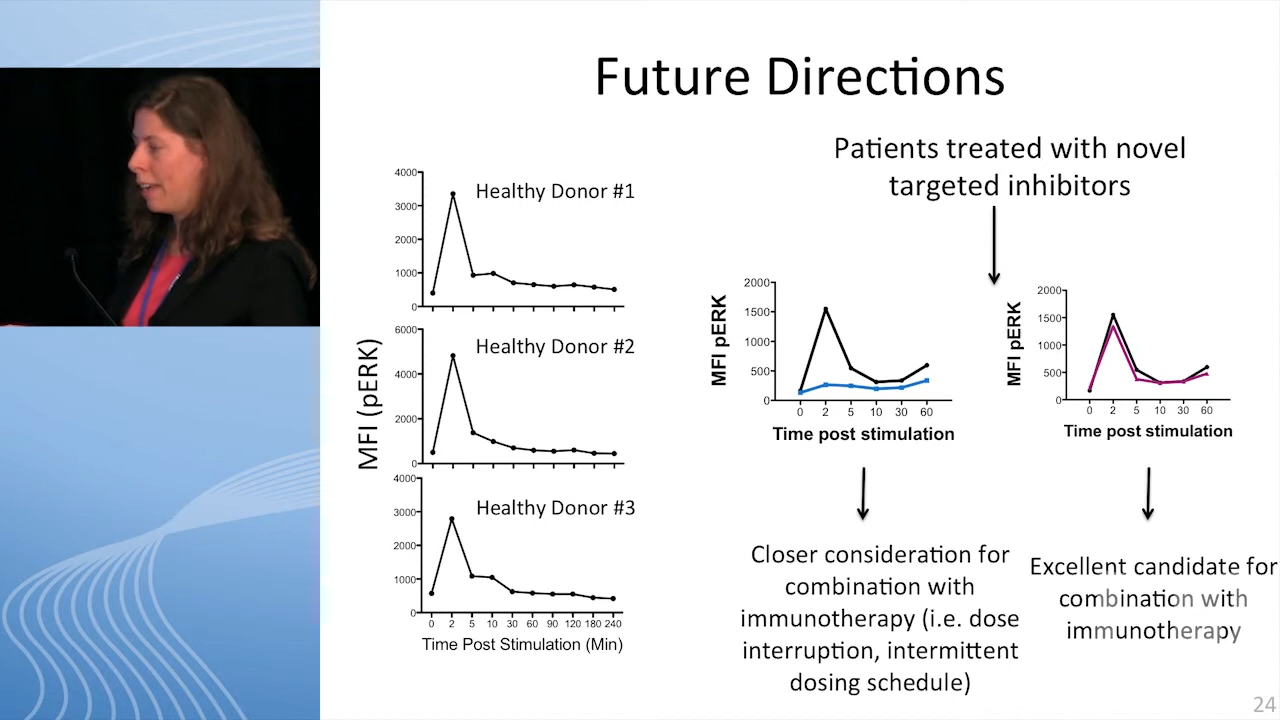 Future Directions
Patients treated with novel
targeted inhibitors
MFI (pERK)
4000
3000
2000
1000
0
Healthy Donor #1
6000
4000
2000
0
Healthy Donor #2
4000
3000
2000
1000
0
Healthy Donor #3
0 2 5 10 30 60 90 120 180 240
Time Post Stimulation (Min)
MFI pERK
2000
1500
1000
500
0
0 2 5 10 30 60
Time post stimulation
MFI pERK
2000
1500
1000
500
0
0 2 5 10 30 60
Time post stimulation
Closer consideration for
combination with
immunotherapy (i.e. dose
interruption, intermittent
dosing schedule)
Excellent candidate for
combination with
immunotherapy
24